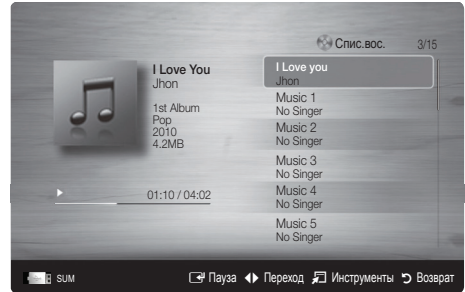 Спис.вос. 3/15
I Love You
Jhon
1st Album
Pop
2010
4.2MB
01:10 / 04:02
I Love you
Jhon
Music 1
No Singer
Music 2
No Singer
Music 3
No Singer
Music 4
No Singer
Music 5
No Singer
SUM Пауза Переход Инструменты Возврат